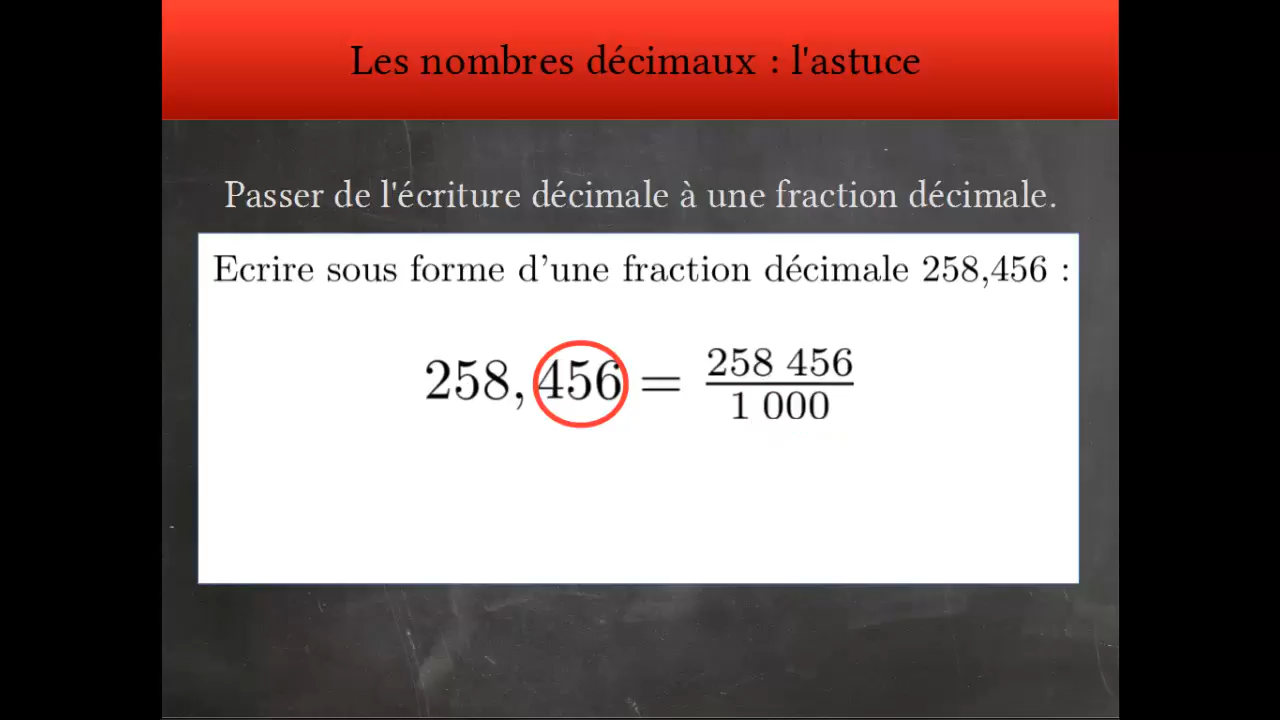 Les nombres décimaux : l'astuce
Passer de l'écriture décimale à une fraction décimale.
Ecrire sous forme d’une fraction décimale 258,456 :
258,456 = 258 456
1 000